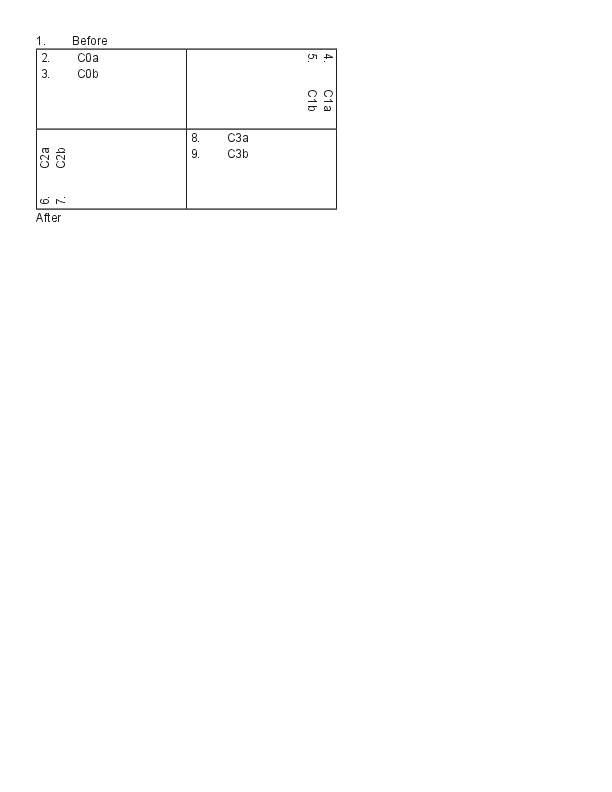 1. Before
2. C0a
3. C0b
4. C1a
5. C1b
6. C2a
7. C2b
8. C3a
9. C3b
After